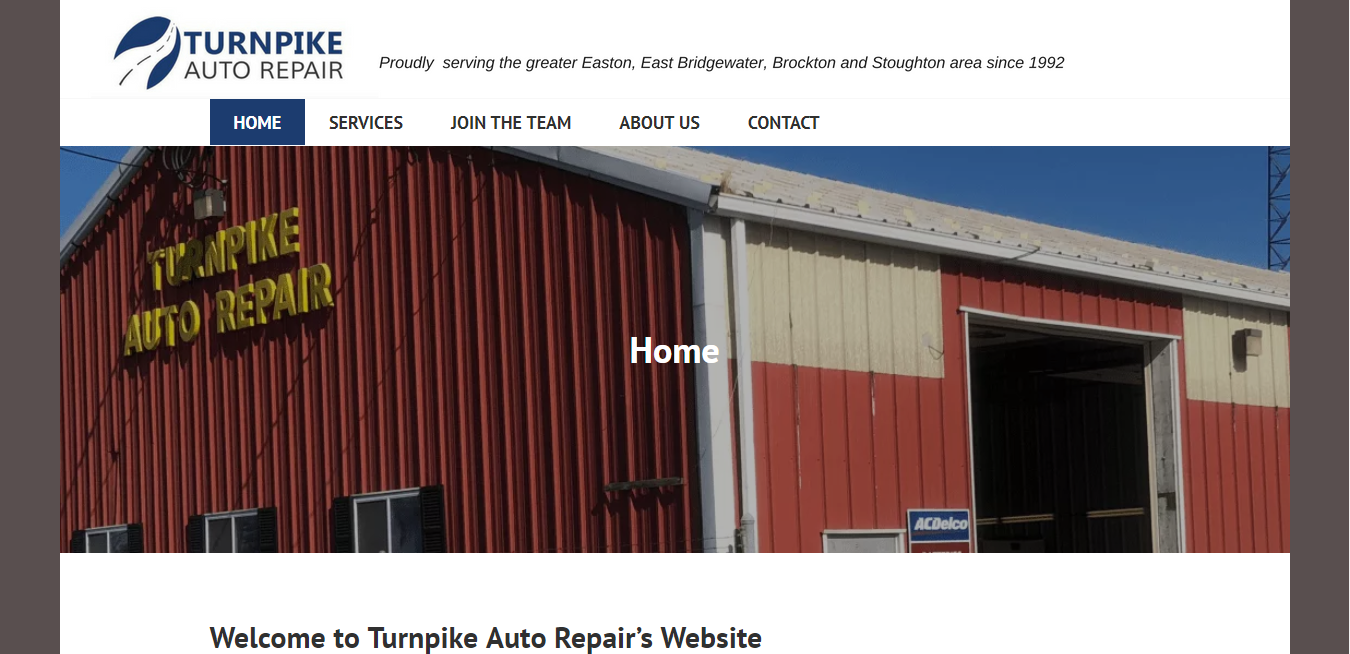 TURNPIKE
AUTO REPAIR
Proudly  serving the greater Easton, East Bridgewater, Brockton and Stoughton area since 1992
HOME SERVICES JOIN THE TEAM ABOUT US CONTACT
TURNPIKE
AUTO REPAIR
Home
ACDelco
Welcome to Turnpike Auto Repair’s Website